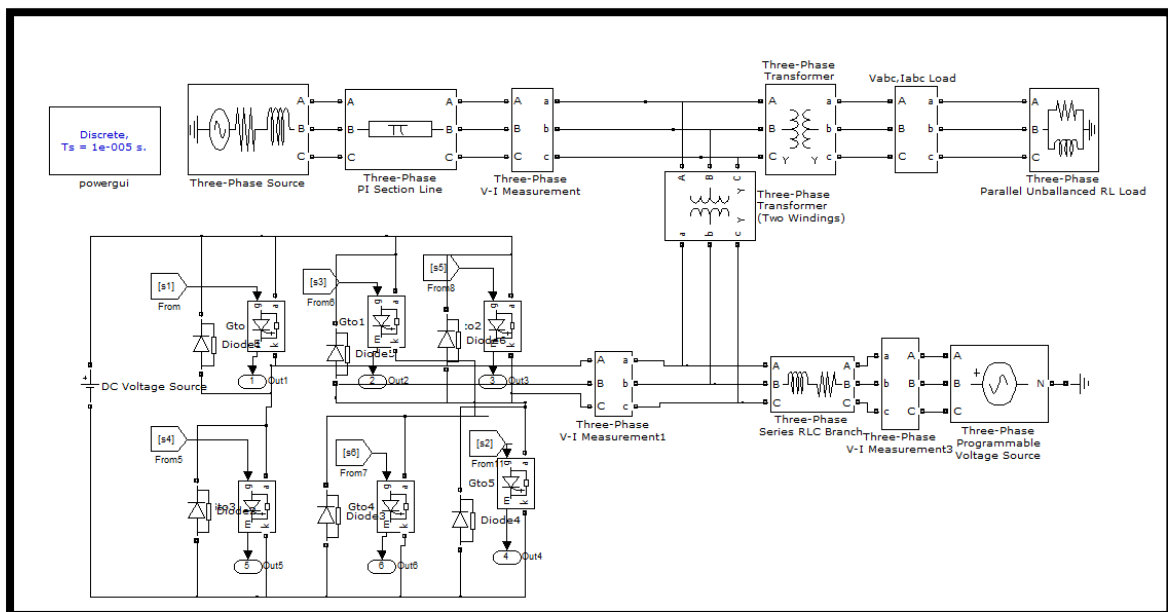 Discrete,
Ts = 1e-005 s.
powergui
A
B
C
Three-Phase Source
A
B
C
Three-Phase
PI Section Line
A
B
C
a
b
c
Three-Phase
V-I Measurement
Three-Phase
Transformer
A
B
C
Y
Y
a
b
c
Vabc,Iabc Load
A
B
C
a
b
c
A
B
C
Three-Phase
Parallel Unballanced RL Load
A
B
C
Y
Y
a
b
c
Three-Phase
Transformer
(Two Windings)
[s1]
From
g
a
m
k
Gto
Diode
1
Out1
[s3]
From6
g
a
m
k
Gto1
Diode
2
Out2
[s5]
From8
g
a
m
k
Diode6
3
Out3
+
DC Voltage Source
[s4]
From5
g
a
m
k
5
Out5
[s6]
From7
g
a
m
k
Gto4
Diode3
6
Out6
[s2]
From11
g
a
m
k
Gto5
Diode4
4
Out4
A
B
C
a
b
c
Three-Phase
V-I Measurement1
A
B
C
A
B
C
Three-Phase
Series RLC Branch
a
b
c
A
B
C
Three-Phase
V-I Measurement3
A
B
C
+
N
Three-Phase
Programmable
Voltage Source